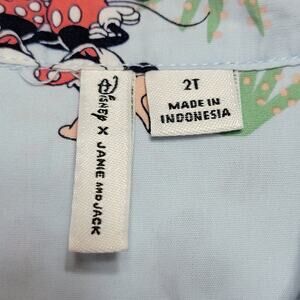 Disney X JANIE AND JACK
2T
MADE IN
INDONESIA